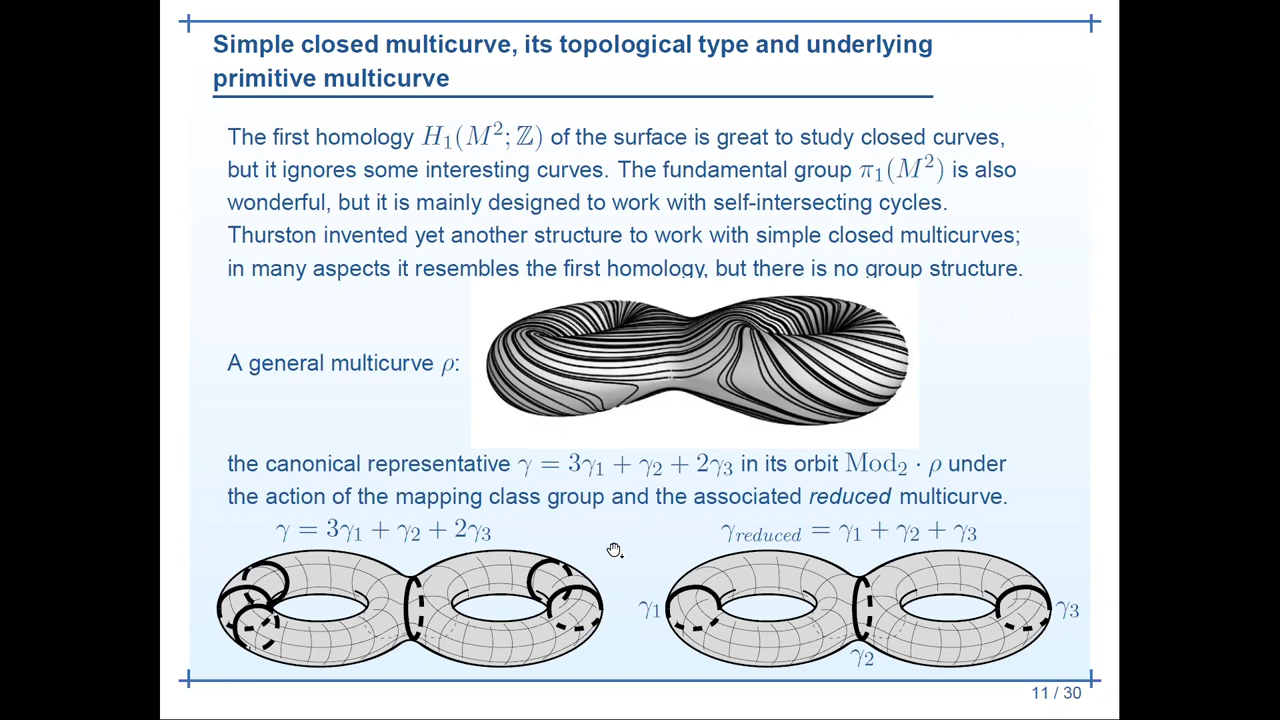 Simple closed multicurve, its topological type and underlying
primitive multicurve
The first homology H₁(M²; ℤ) of the surface is great to study closed curves,
but it ignores some interesting curves. The fundamental group π₁(M²) is also
wonderful, but it is mainly designed to work with self-intersecting cycles.
Thurston invented yet another structure to work with simple closed multicurves;
in many aspects it resembles the first homology, but there is no group structure.
A general multicurve ρ:
the canonical representative γ = 3γ₁ + γ₂ + 2γ₃ in its orbit Mod₂ · ρ under
the action of the mapping class group and the associated reduced multicurve.
γ = 3γ₁ + γ₂ + 2γ₃
γ_reduced = γ₁ + γ₂ + γ₃
γ₁
γ₃
γ₂
11 / 30